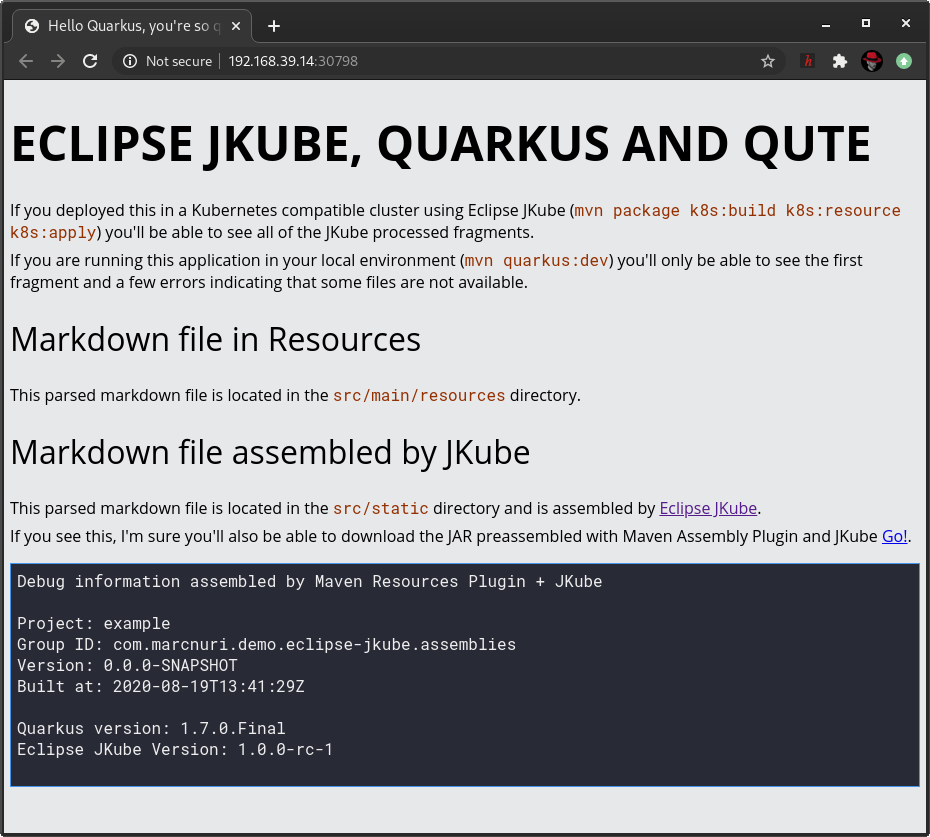 Hello Quarkus, you're so q
Not secure 192.168.39.14:30798
ECLIPSE JKUBE, QUARKUS AND QUTE
If you deployed this in a Kubernetes compatible cluster using Eclipse JKube (mvn package k8s:build k8s:resource
k8s:apply) you'll be able to see all of the JKube processed fragments.
If you are running this application in your local environment (mvn quarkus:dev) you'll only be able to see the first
fragment and a few errors indicating that some files are not available.
Markdown file in Resources
This parsed markdown file is located in the src/main/resources directory.
Markdown file assembled by JKube
This parsed markdown file is located in the src/static directory and is assembled by Eclipse JKube.
If you see this, I'm sure you'll also be able to download the JAR preassembled with Maven Assembly Plugin and JKube Go!.
Debug information assembled by Maven Resources Plugin + JKube
Project: example
Group ID: com.marcnuri.demo.eclipse-jkube.assemblies
Version: 0.0.0-SNAPSHOT
Built at: 2020-08-19T13:41:29Z
Quarkus version: 1.7.0.Final
Eclipse JKube Version: 1.0.0-rc-1